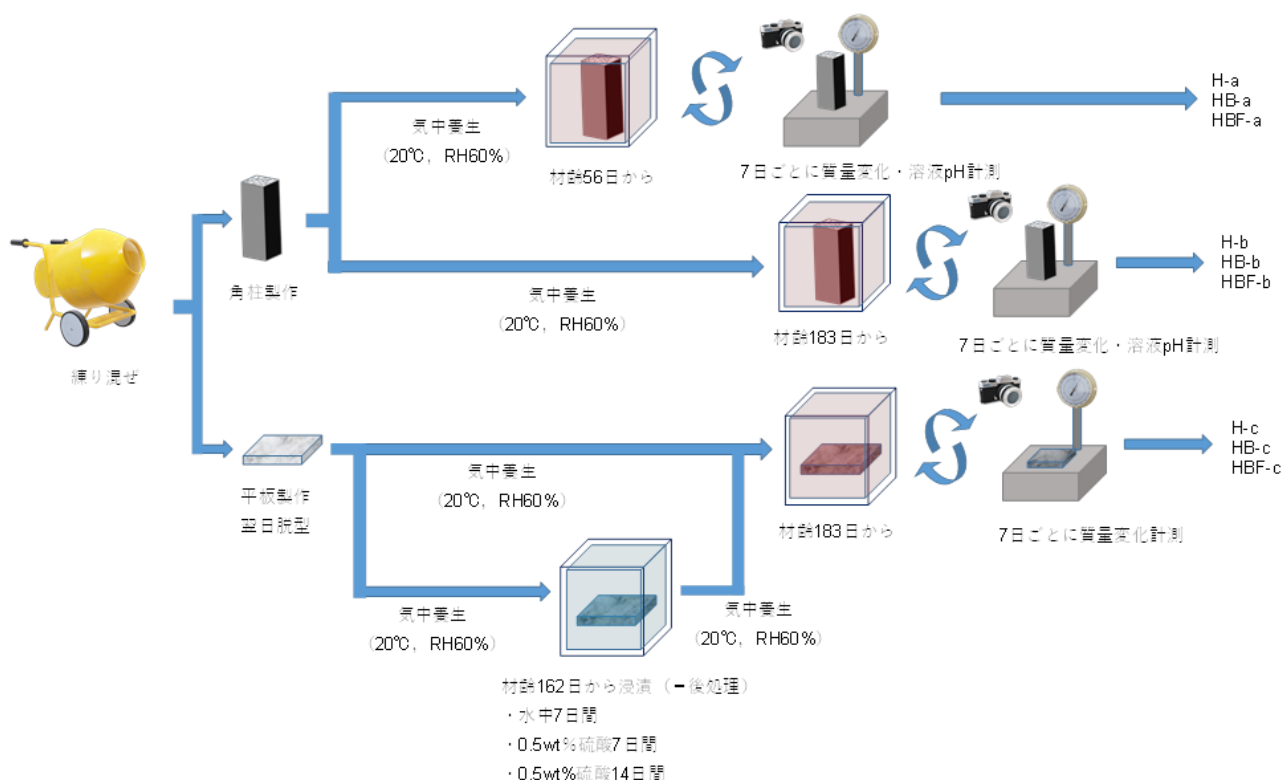 気中養生
(20℃, RH60%)
材齢56日から
7日ごとに質量変化・溶液pH計測
H-a
HB-a
HBF-a
練り混ぜ
角柱製作
気中養生
(20℃, RH60%)
材齢183日から
7日ごとに質量変化・溶液pH計測
H-b
HB-b
HBF-b
平板製作
翌日脱型
気中養生
(20℃, RH60%)
材齢183日から
7日ごとに質量変化計測
H-c
HB-c
HBF-c
気中養生
(20℃, RH60%)
気中養生
(20℃, RH60%)
材齢162日から浸漬（=後処理）
・水中7日間
・0.5wt%硫酸7日間
・0.5wt%硫酸14日間